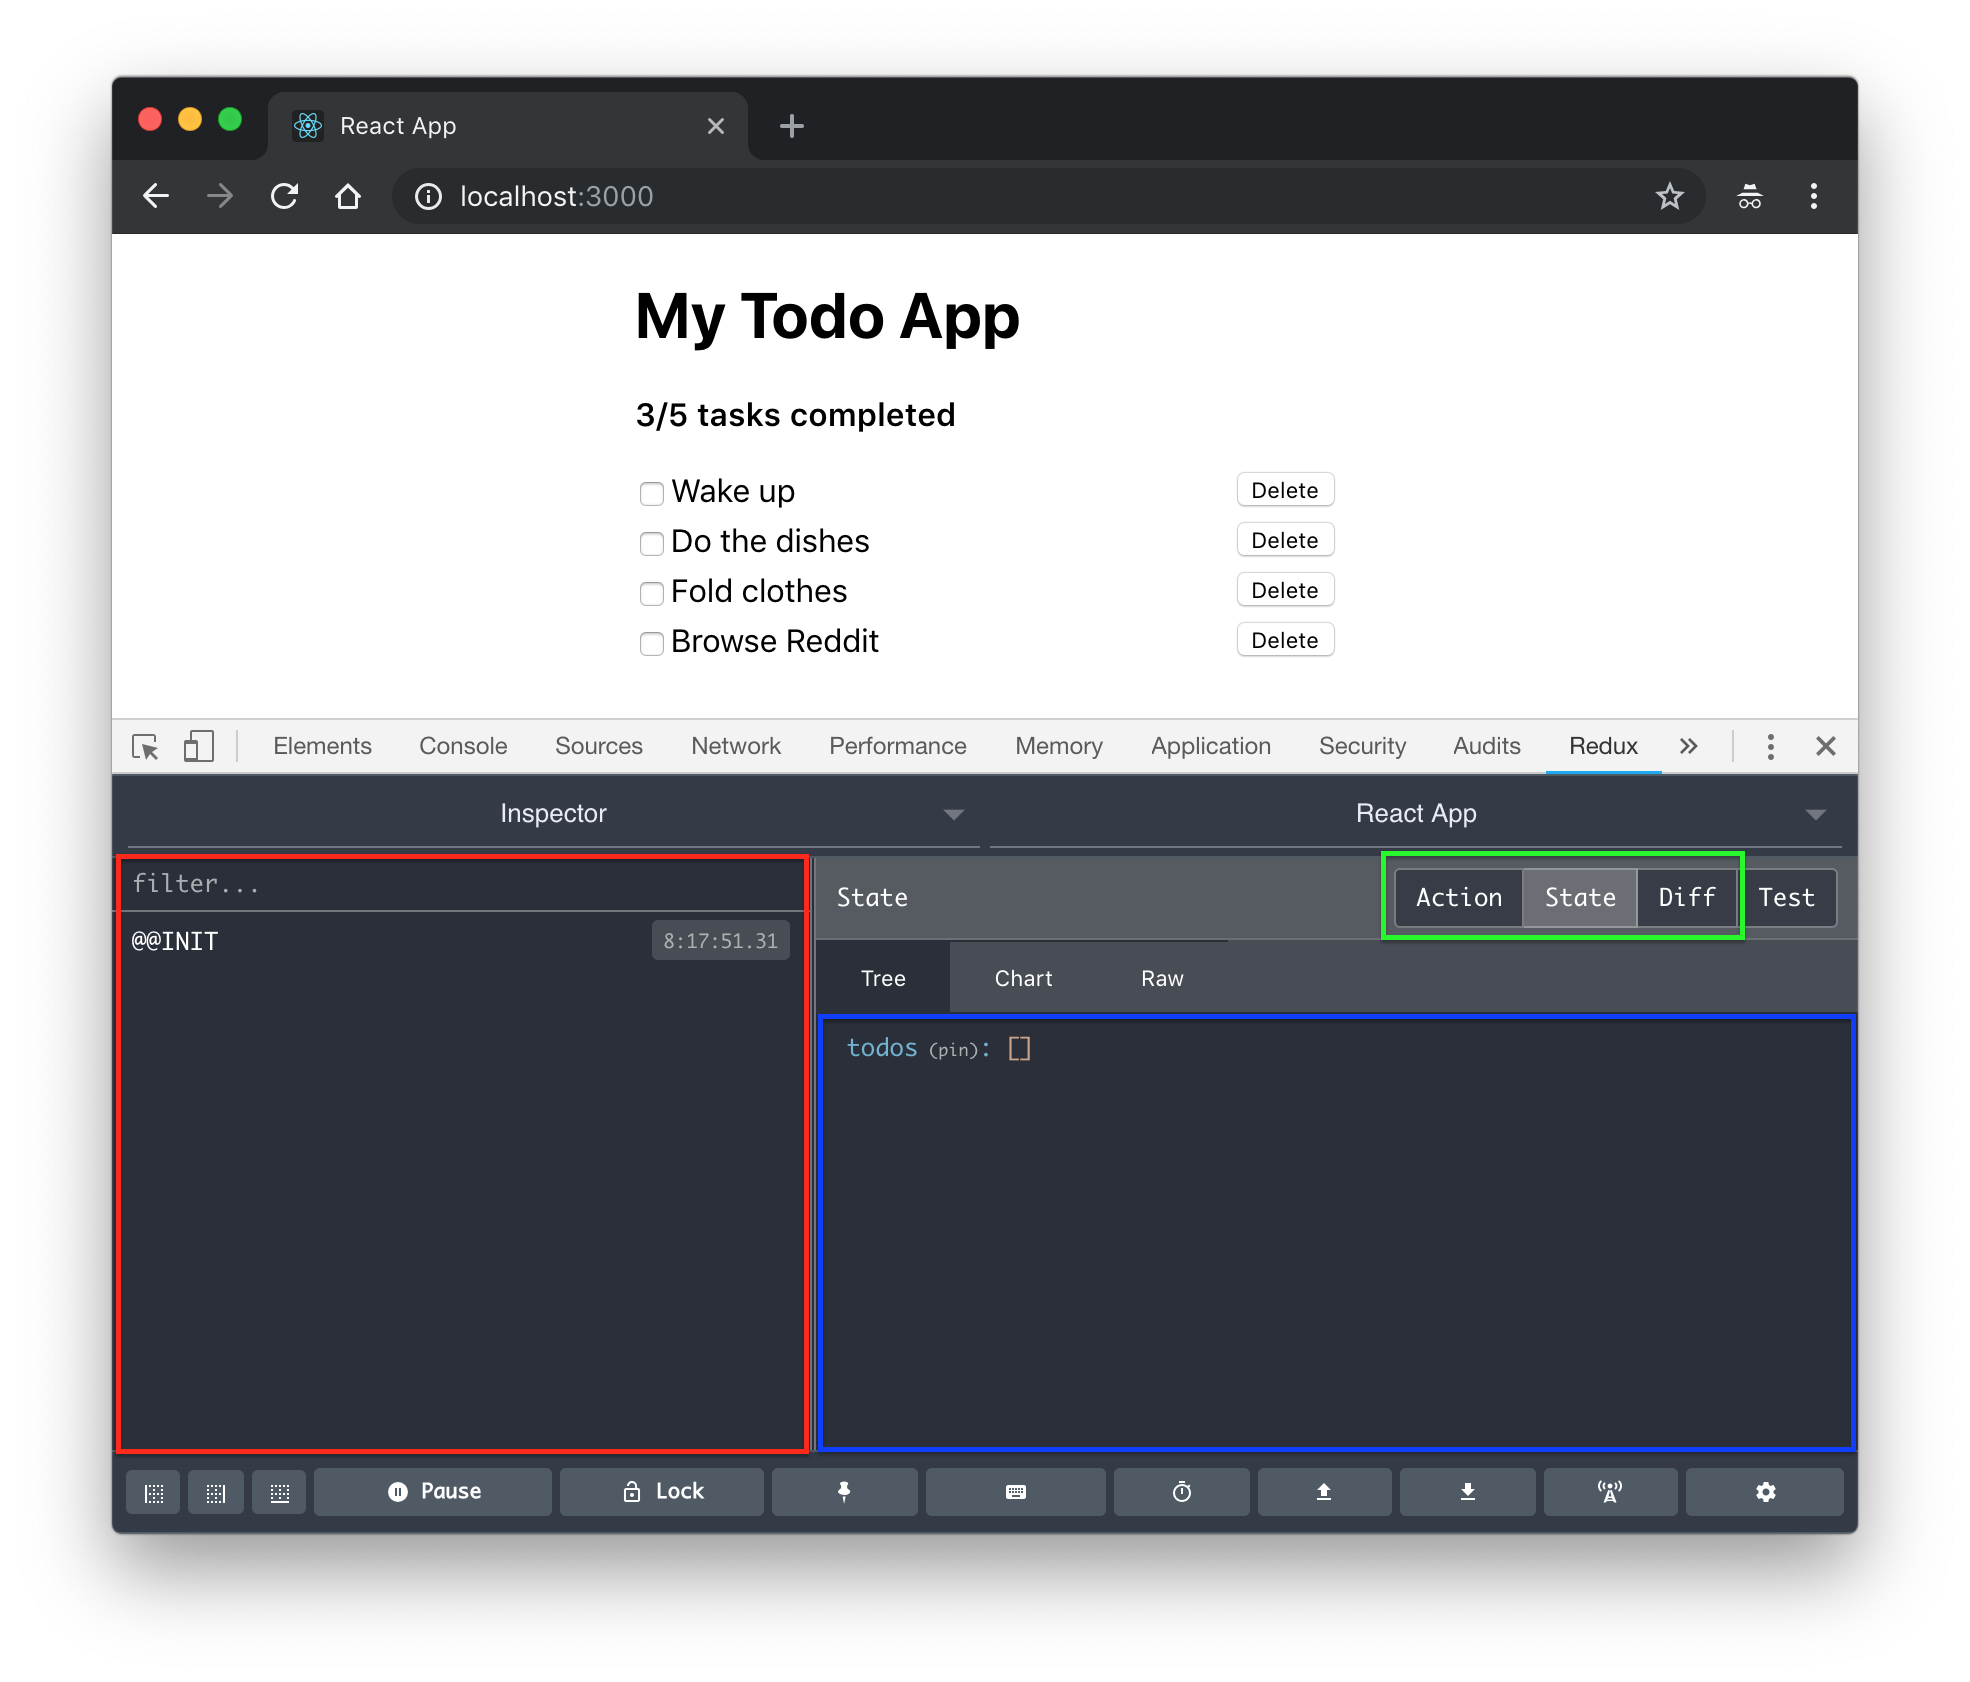 React App
localhost:3000
My Todo App
3/5 tasks completed
Wake up Delete
Do the dishes Delete
Fold clothes Delete
Browse Reddit Delete
Elements Console Sources Network Performance Memory Application Security Audits Redux
Inspector React App
filter...
@@INIT 8:17:51.31
State Action State Diff Test
Tree Chart Raw
todos (pin): []
Pause Lock